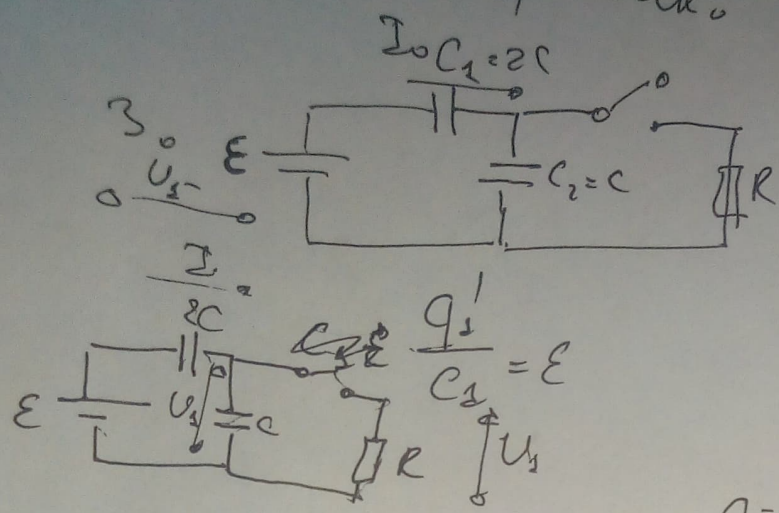 I₀ C₁=2C
3.
ε
C₂=C
R
U₁
I
2C
q₁'
C₁ = ε
ε
U₁
C
R
U₁